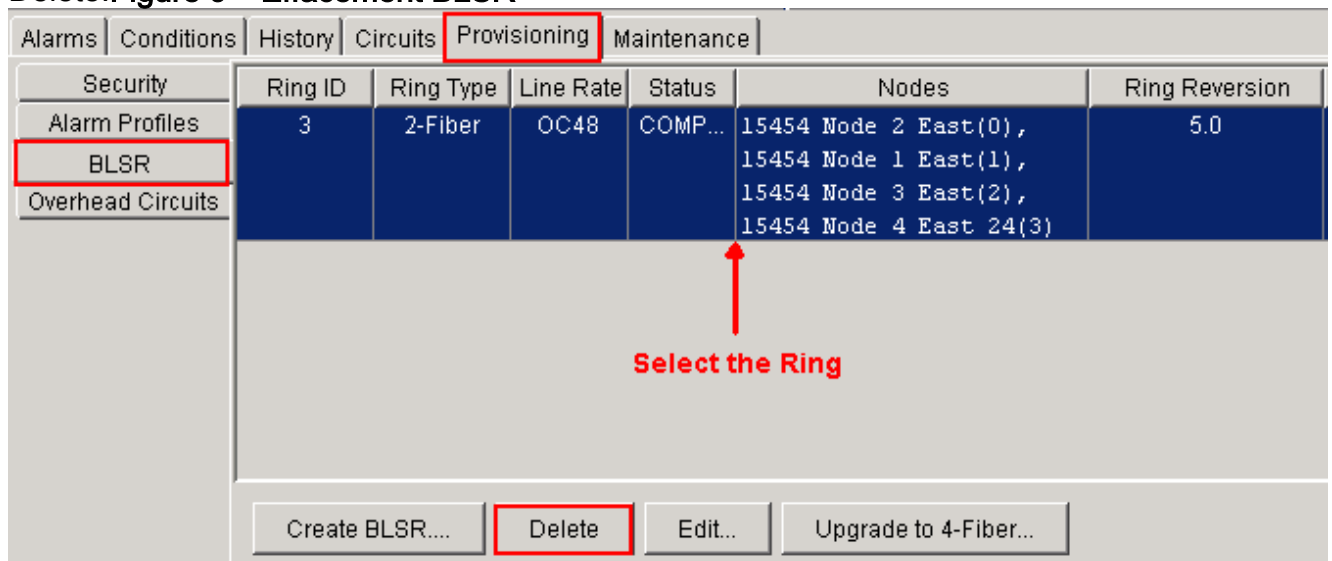 Alarms Conditions History Circuits Provisioning Maintenance
Security
Alarm Profiles
BLSR
Overhead Circuits
Ring ID Ring Type Line Rate Status Nodes Ring Reversion
3 2-Fiber OC48 COMP... 15454 Node 2 East(0), 5.0
15454 Node 1 East(1),
15454 Node 3 East(2),
15454 Node 4 East 24(3)
Select the Ring
Create BLSR.... Delete Edit... Upgrade to 4-Fiber...